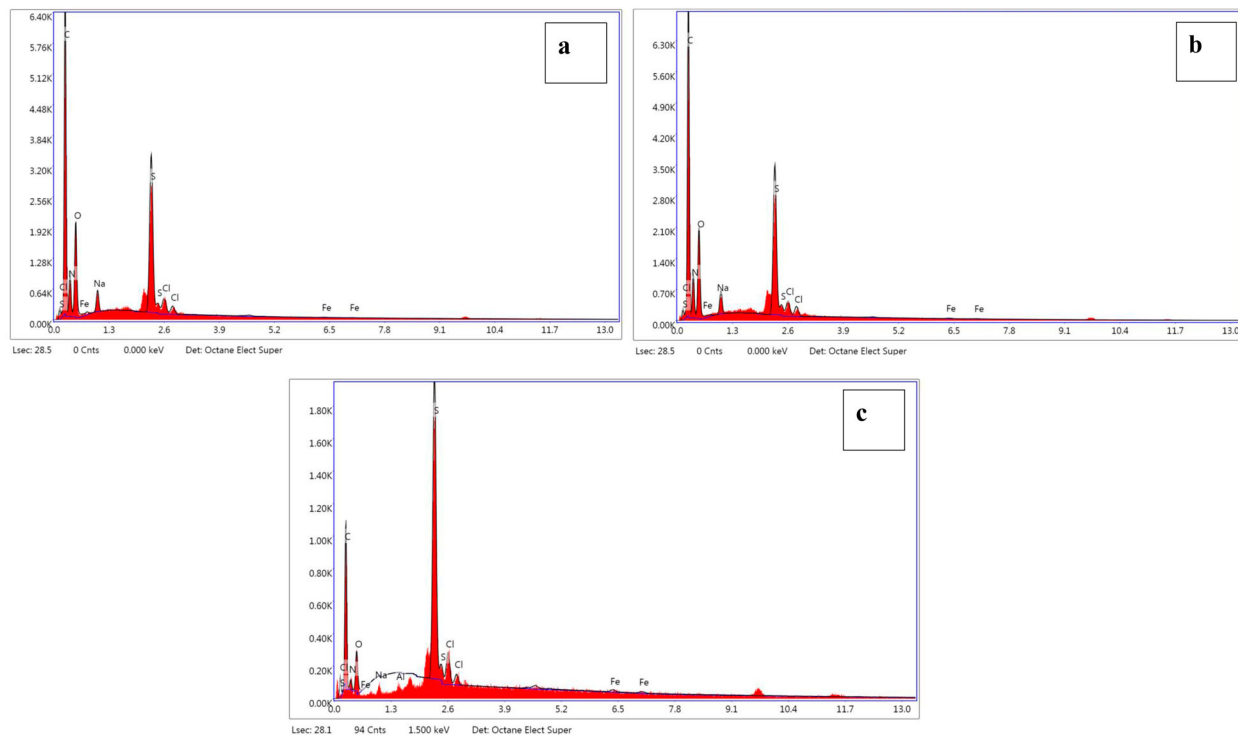 a
6.40K
5.76K
5.12K
4.48K
3.84K
3.20K
2.56K
1.92K
1.28K
0.64K
0.00K
C
O
N
Cl
S
Fe
Na
S
S
Cl
Cl
Fe
Fe
0.0
1.3
2.6
3.9
5.2
6.5
7.8
9.1
10.4
11.7
13.0
Lsec: 28.5 0 Cnts 0.000 keV Det: Octane Elect Super
b
6.30K
5.60K
4.90K
4.20K
3.50K
2.80K
2.10K
1.40K
0.70K
0.00K
C
O
N
Cl
S
Fe
Na
S
S
Cl
Cl
Fe
Fe
0.0
1.3
2.6
3.9
5.2
6.5
7.8
9.1
10.4
11.7
13.0
Lsec: 28.5 0 Cnts 0.000 keV Det: Octane Elect Super
c
1.80K
1.60K
1.40K
1.20K
1.00K
0.80K
0.60K
0.40K
0.20K
0.00K
C
O
Cl
N
S
Fe
Na
Al
S
S
Cl
Cl
Fe
Fe
0.0
1.3
2.6
3.9
5.2
6.5
7.8
9.1
10.4
11.7
13.0
Lsec: 28.1 94 Cnts 1.500 keV Det: Octane Elect Super